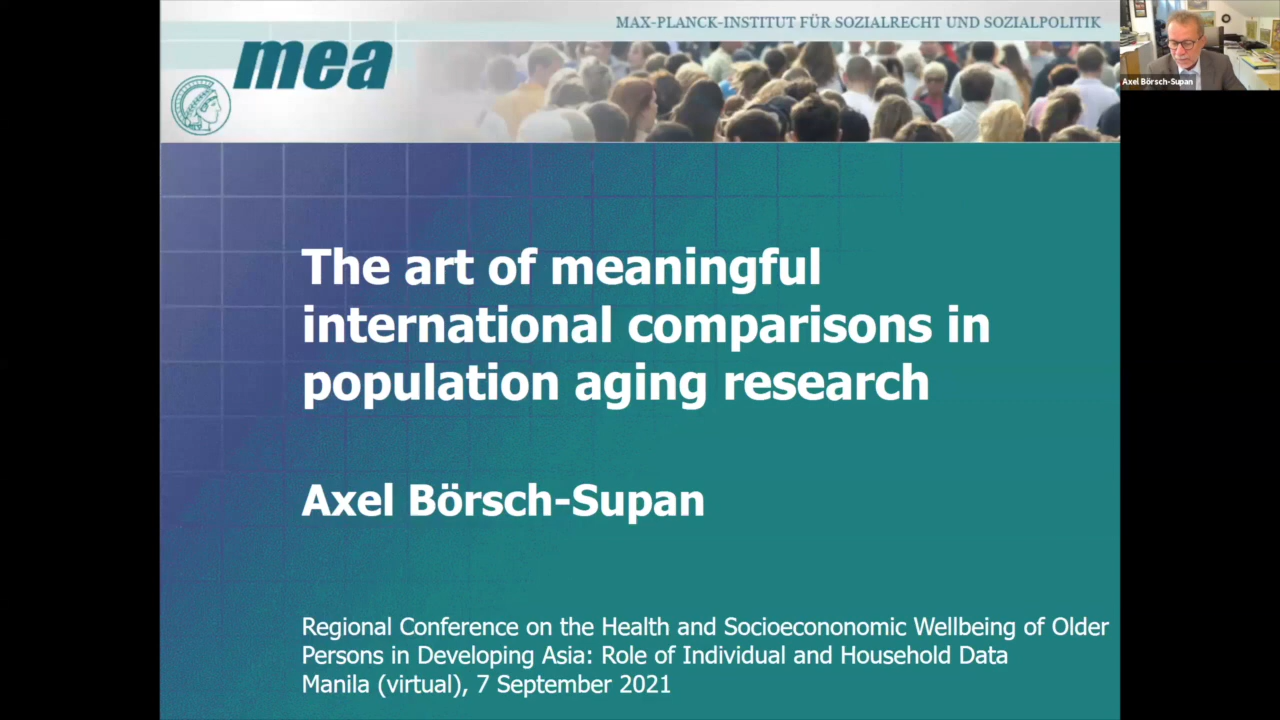 MAX-PLANCK-INSTITUT FÜR SOZIALRECHT UND SOZIALPOLITIK
mea
Axel Börsch-Supan
The art of meaningful
international comparisons in
population aging research
Axel Börsch-Supan
Regional Conference on the Health and Socioecononomic Wellbeing of Older
Persons in Developing Asia: Role of Individual and Household Data
Manila (virtual), 7 September 2021